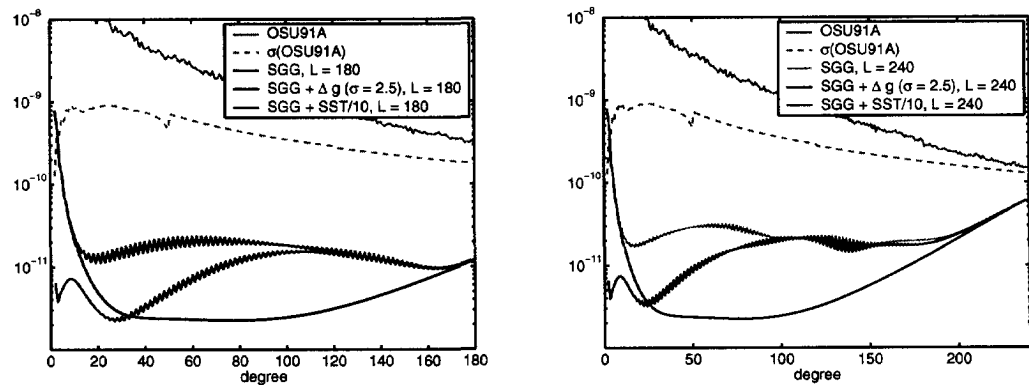 10⁻⁸
10⁻⁹
10⁻¹⁰
10⁻¹¹
OSU91A
σ(OSU91A)
SGG, L = 180
SGG + Δ g (σ = 2.5), L = 180
SGG + SST/10, L = 180
0 20 40 60 80 100 120 140 160 180
degree
10⁻⁸
10⁻⁹
10⁻¹⁰
10⁻¹¹
OSU91A
σ(OSU91A)
SGG, L = 240
SGG + Δ g (σ = 2.5), L = 240
SGG + SST/10, L = 240
0 50 100 150 200
degree